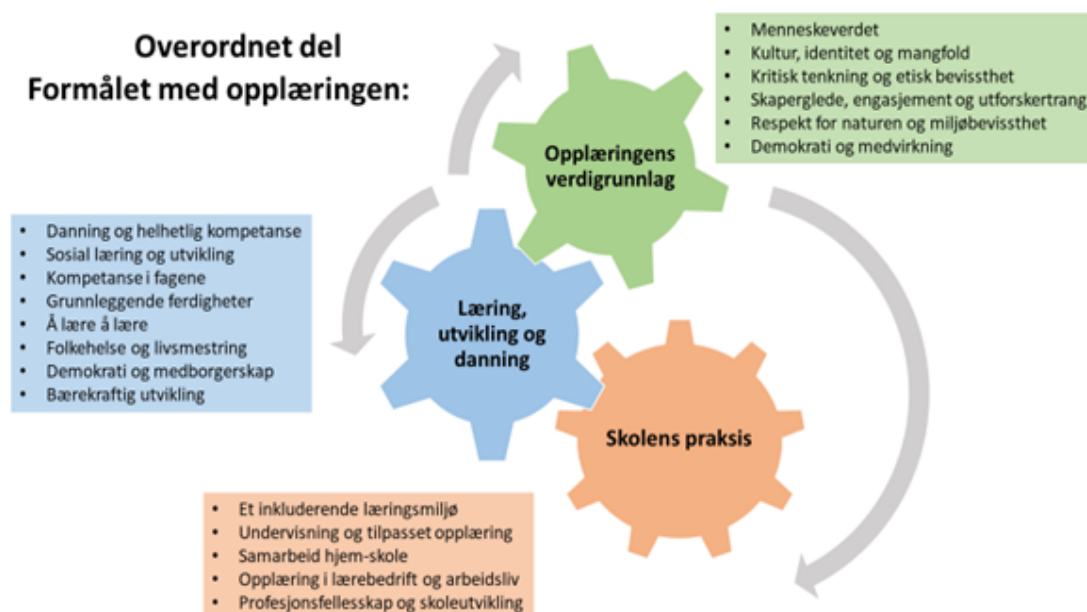 Overordnet del
Formålet med opplæringen:
• Menneskeverdet
• Kultur, identitet og mangfold
• Kritisk tenkning og etisk bevissthet
• Skaperglede, engasjement og utforskertrang
• Respekt for naturen og miljøbevissthet
• Demokrati og medvirkning
Opplæringens
verdigrunnlag
• Danning og helhetlig kompetanse
• Sosial læring og utvikling
• Kompetanse i fagene
• Grunnleggende ferdigheter
• Å lære å lære
• Folkehelse og livsmestring
• Demokrati og medborgerskap
• Bærekraftig utvikling
Læring,
utvikling og
danning
Skolens praksis
• Et inkluderende læringsmiljø
• Undervisning og tilpasset opplæring
• Samarbeid hjem-skole
• Opplæring i lærebedrift og arbeidsliv
• Profesjonsfellesskap og skoleutvikling